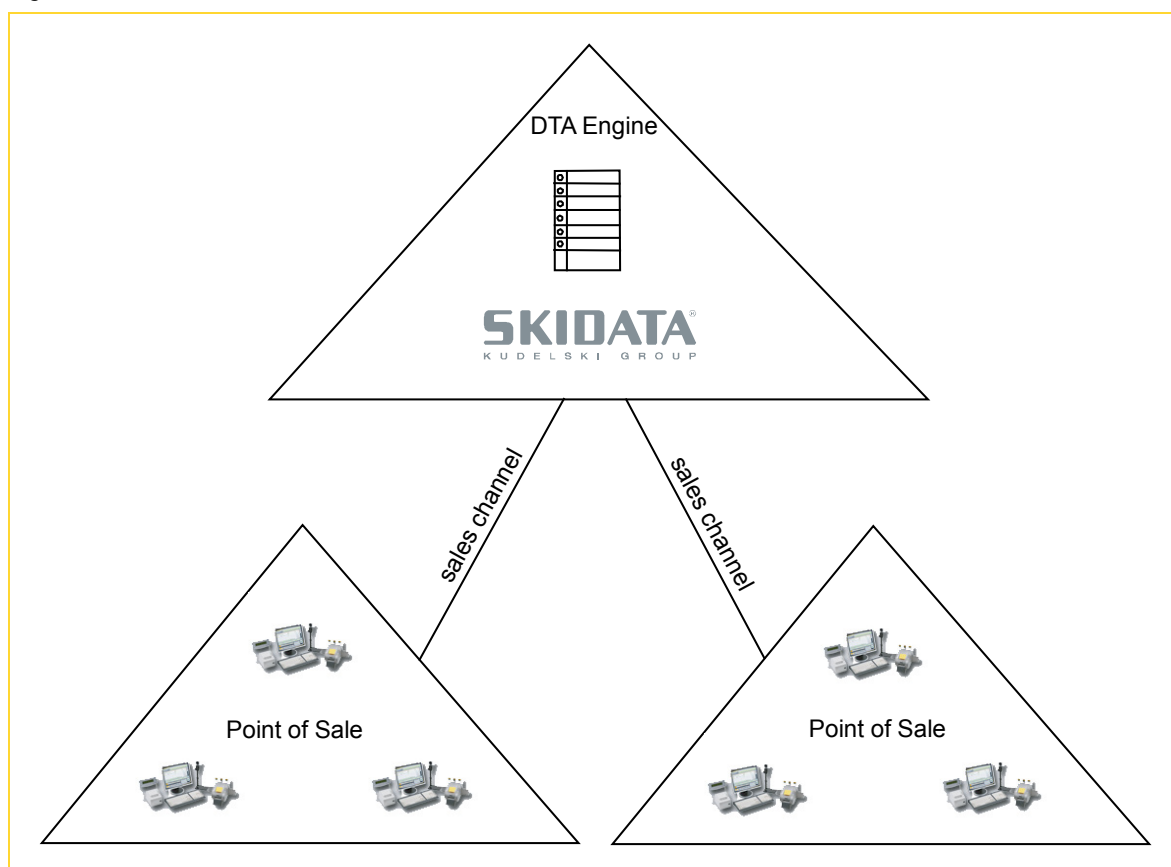 DTA Engine
SKIDATA®
KUDELSKI GROUP
sales channel
sales channel
Point of Sale
Point of Sale